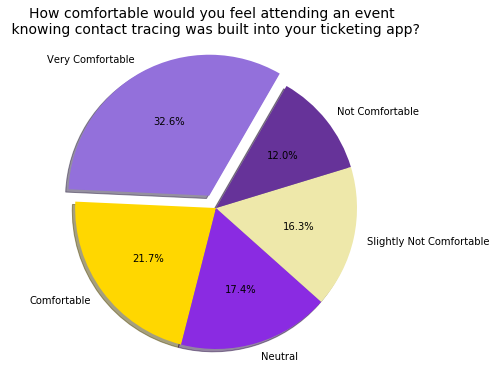 How comfortable would you feel attending an event
knowing contact tracing was built into your ticketing app?
Very Comfortable
32.6%
Not Comfortable
12.0%
Slightly Not Comfortable
16.3%
Comfortable
21.7%
Neutral
17.4%